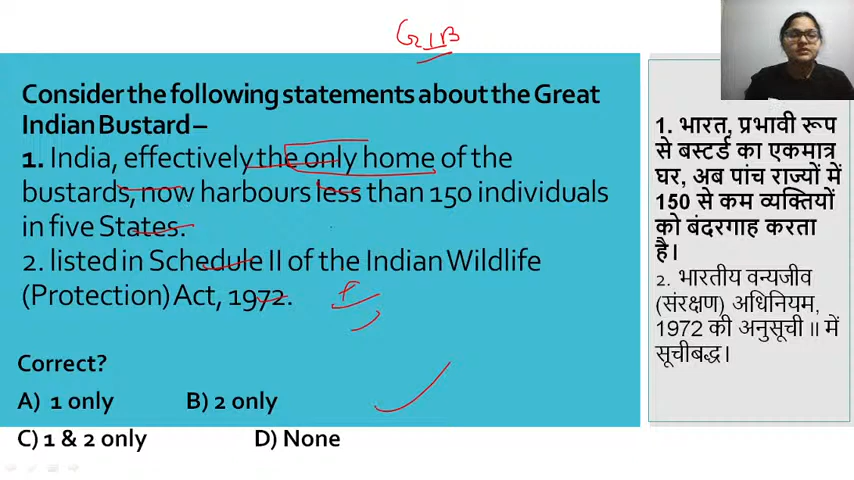 GIB
Consider the following statements about the Great
Indian Bustard –
1. India, effectively the only home of the
bustards, now harbours less than 150 individuals
in five States.
2. listed in Schedule II of the Indian Wildlife
(Protection) Act, 1972.
Correct?
A) 1 only B) 2 only
C) 1 & 2 only D) None
1. भारत, प्रभावी रूप
से बस्टर्ड का एकमात्र
घर, अब पांच राज्यों में
150 से कम व्यक्तियों
को बंदरगाह करता
है।
2. भारतीय वन्यजीव
(संरक्षण) अधिनियम,
1972 की अनुसूची II में
सूचीबद्ध।